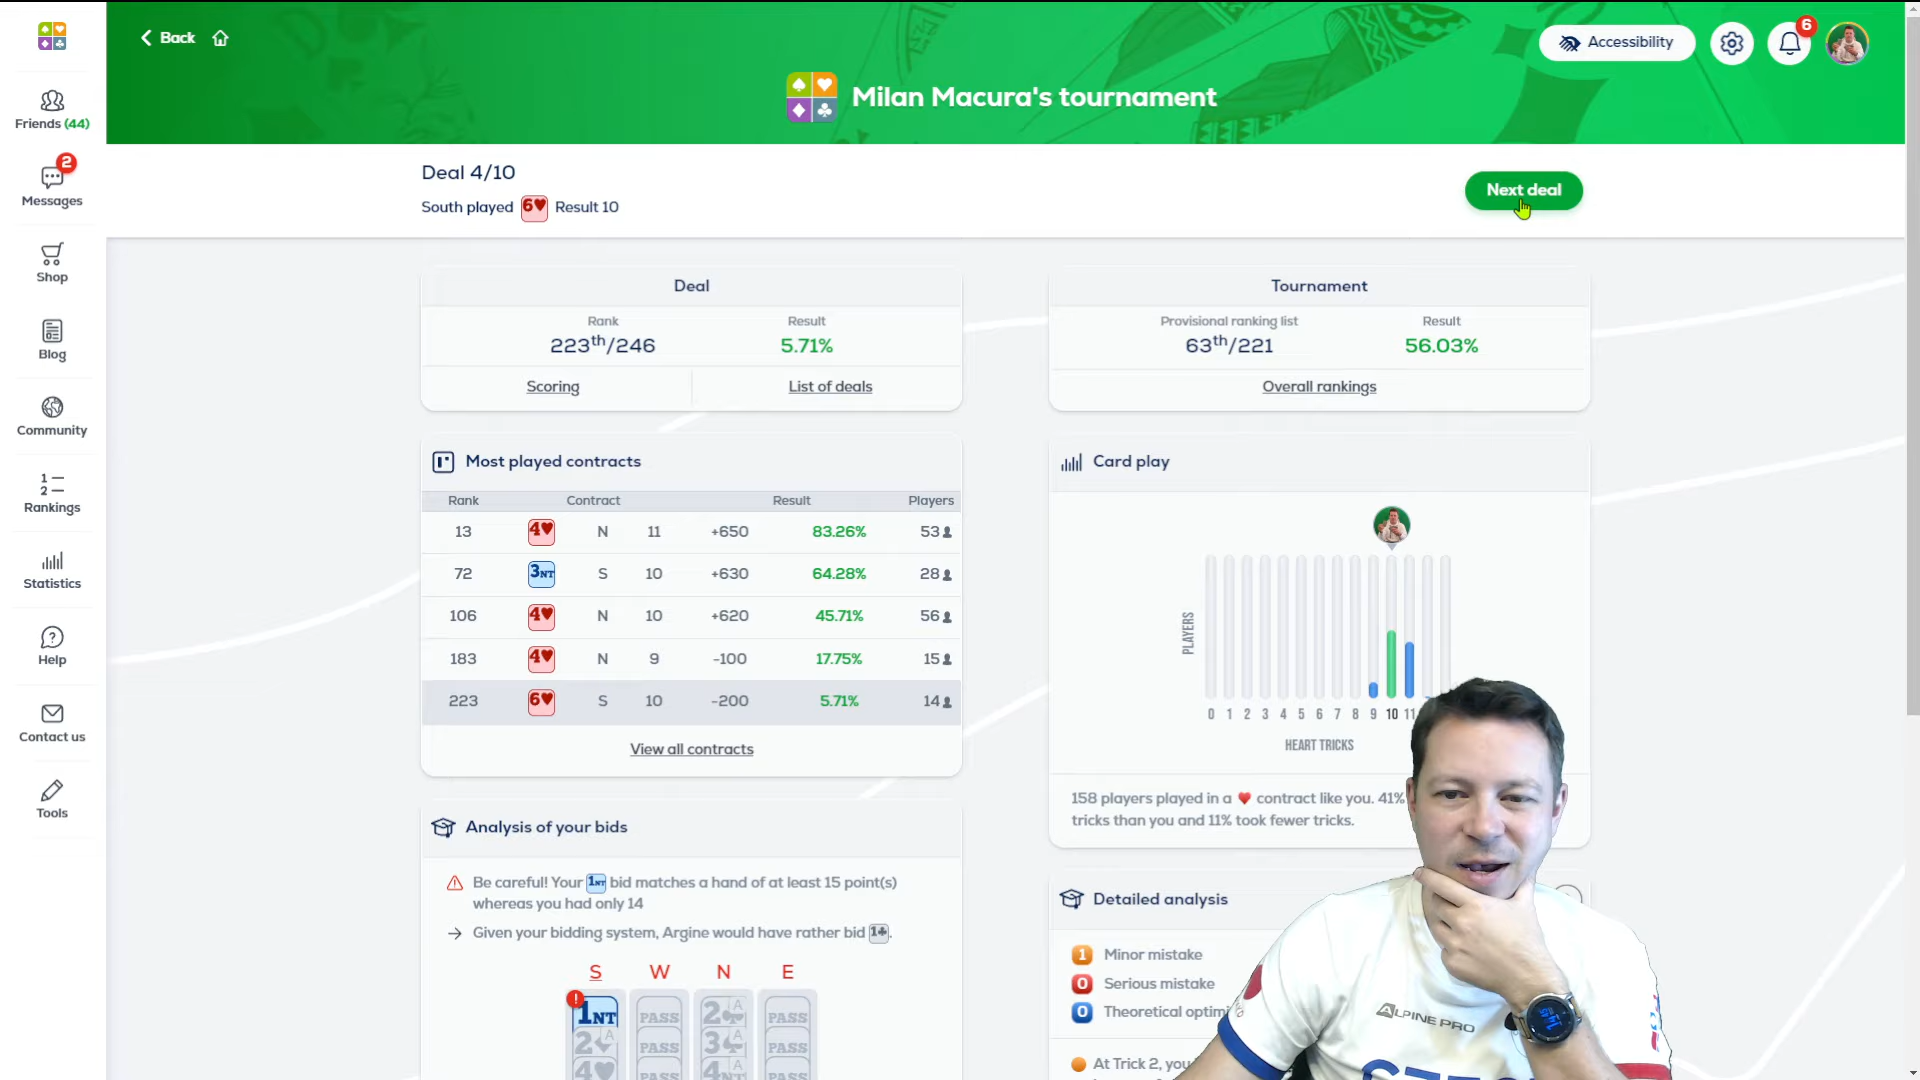 Back
Accessibility
6
Milan Macura's tournament
Friends (44)
2
Messages
Shop
Blog
Community
1
2
Rankings
Statistics
Help
Contact us
Tools
Deal 4/10
South played 6♥ Result 10
Next deal
Deal
Rank Result
223th/246 5.71%
Scoring List of deals
Tournament
Provisional ranking list Result
63th/221 56.03%
Overall rankings
Most played contracts
Rank Contract Result Players
13 4♥ N 11 +650 83.26% 53
72 3NT S 10 +630 64.28% 28
106 4♥ N 10 +620 45.71% 56
183 4♥ N 9 -100 17.75% 15
223 6♥ S 10 -200 5.71% 14
View all contracts
Card play
PLAYERS
0 1 2 3 4 5 6 7 8 9 10 11
HEART TRICKS
158 players played in a ♥ contract like you. 41%
tricks than you and 11% took fewer tricks.
Analysis of your bids
Be careful! Your 1NT bid matches a hand of at least 15 point(s)
whereas you had only 14
Given your bidding system, Argine would have rather bid 1♣.
S W N E
! 1NT PASS 2♣ A PASS
2♦ A PASS 3♣ A PASS
4♥ PASS 4NT PASS
Detailed analysis
1 Minor mistake
0 Serious mistake
0 Theoretical optim
At Trick 2, you
ALPINE PRO